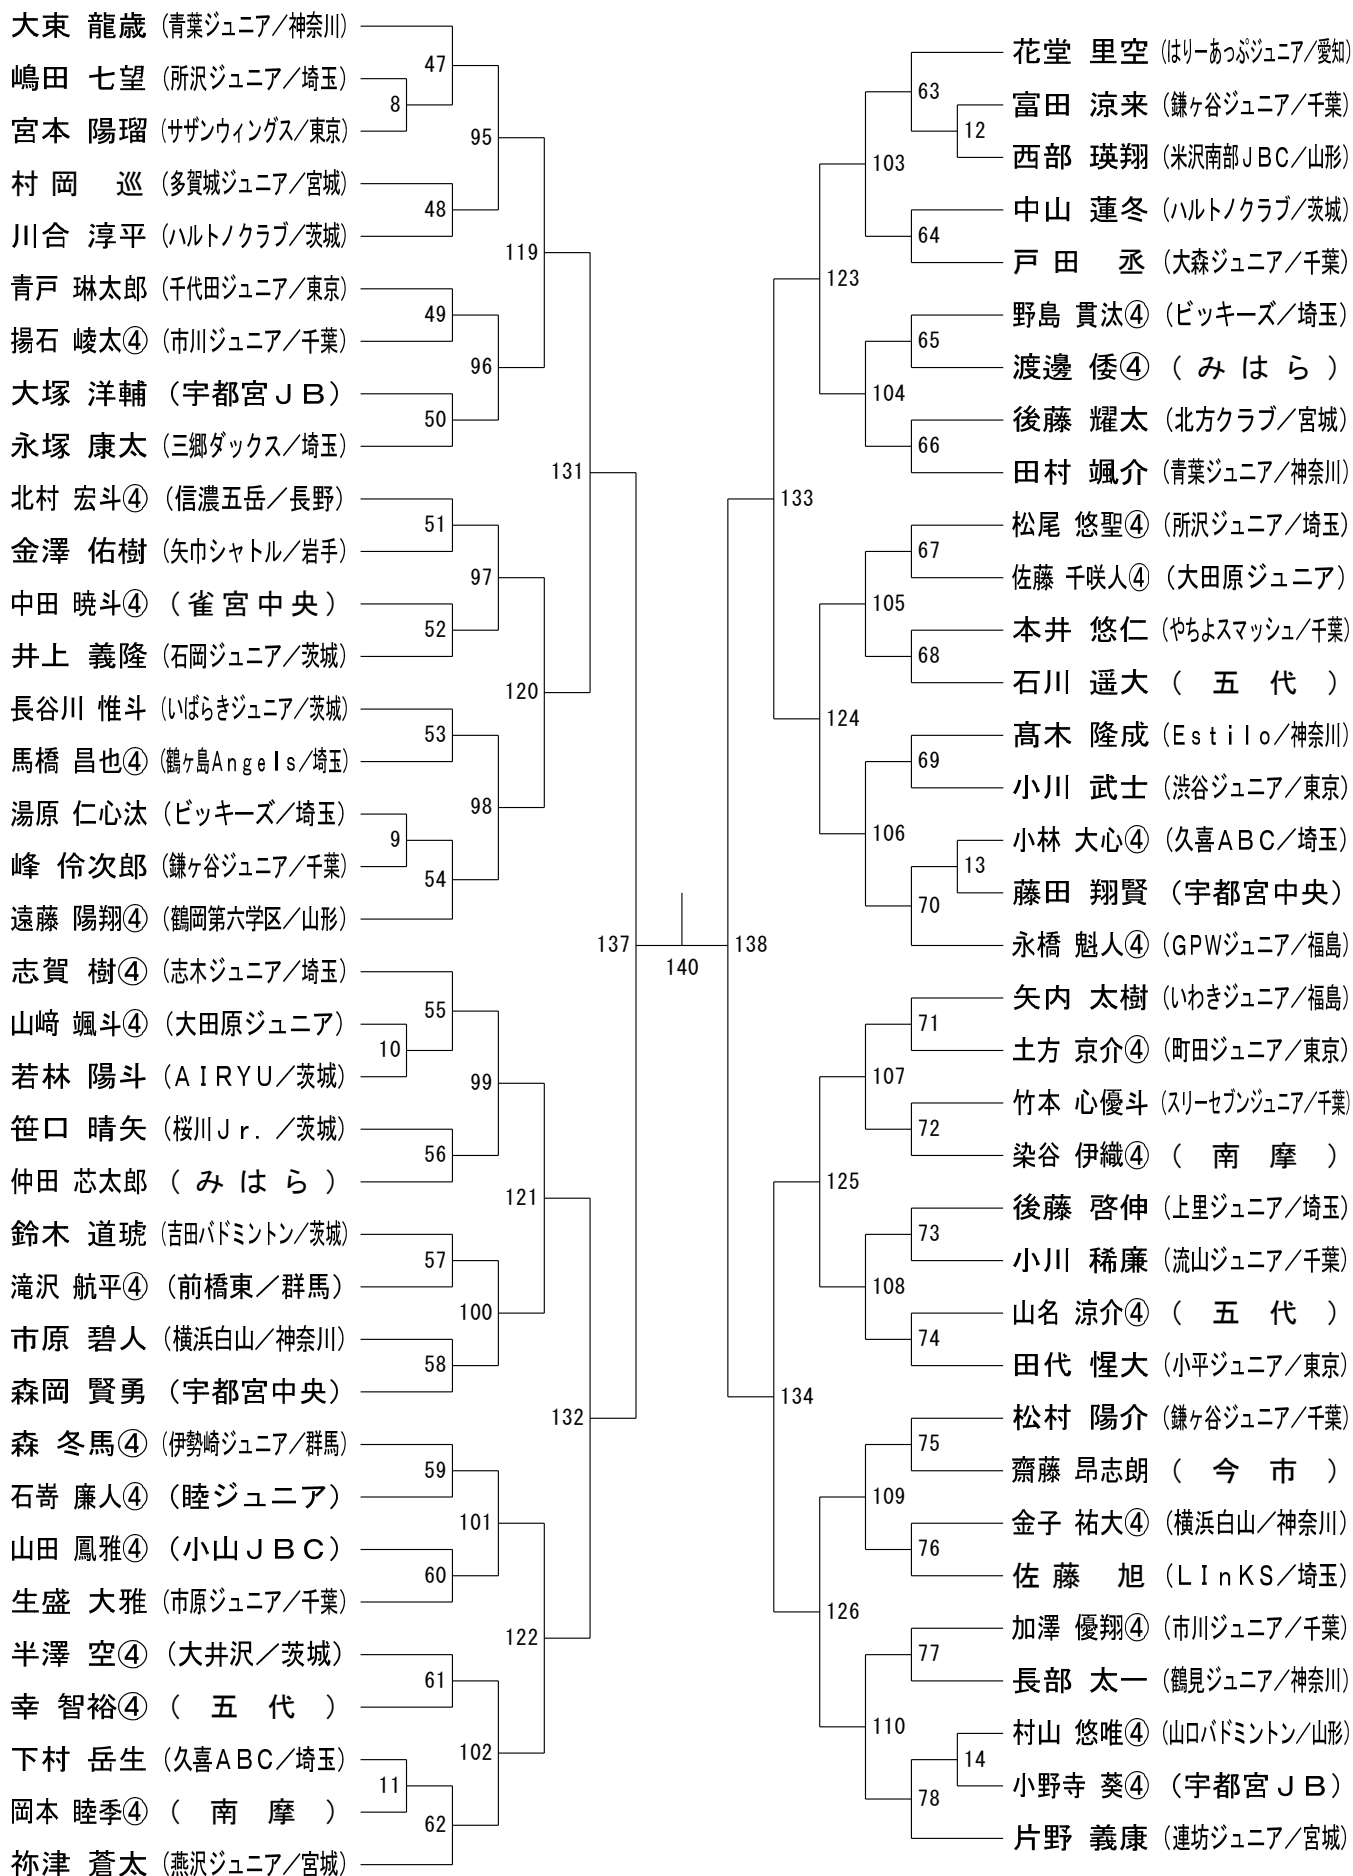 大東 龍歳 (青葉ジュニア／神奈川)
47
嶋田 七望 (所沢ジュニア／埼玉)
8
宮本 陽瑠 (サザンウィングス／東京)
95
村岡 巡 (多賀城ジュニア／宮城)
48
川合 淳平 (ハルトノクラブ／茨城)
119
青戸 琳太郎 (千代田ジュニア／東京)
49
揚石 崚太④ (市川ジュニア／千葉)
96
大塚 洋輔 (宇都宮ＪＢ)
50
永塚 康太 (三郷ダックス／埼玉)
131
北村 宏斗④ (信濃五岳／長野)
51
金澤 佑樹 (矢巾シャトル／岩手)
97
中田 暁斗④ (雀宮中央)
52
井上 義隆 (石岡ジュニア／茨城)
120
長谷川 惟斗 (いばらきジュニア／茨城)
53
馬橋 昌也④ (鶴ヶ島Angels／埼玉)
98
湯原 仁心汰 (ビッキーズ／埼玉)
9
峰 伶次郎 (鎌ヶ谷ジュニア／千葉)
54
遠藤 陽翔④ (鶴岡第六学区／山形)
137
140
138
志賀 樹④ (志木ジュニア／埼玉)
55
山﨑 颯斗④ (大田原ジュニア)
10
若林 陽斗 (ＡＩＲＹＵ／茨城)
99
笹口 晴矢 (桜川Ｊｒ．／茨城)
56
仲田 芯太郎 (みはら)
121
鈴木 道琥 (吉田バドミントン／茨城)
57
滝沢 航平④ (前橋東／群馬)
100
市原 碧人 (横浜白山／神奈川)
58
森岡 賢勇 (宇都宮中央)
132
森 冬馬④ (伊勢崎ジュニア／群馬)
59
石嵜 廉人④ (睦ジュニア)
101
山田 鳳雅④ (小山ＪＢＣ)
60
生盛 大雅 (市原ジュニア／千葉)
122
半澤 空④ (大井沢／茨城)
61
幸 智裕④ (五代)
102
下村 岳生 (久喜ＡＢＣ／埼玉)
11
岡本 睦季④ (南摩)
62
祢津 蒼太 (燕沢ジュニア／宮城)
花堂 里空 (はりーあっぷジュニア／愛知)
63
富田 涼来 (鎌ヶ谷ジュニア／千葉)
12
西部 瑛翔 (米沢南部ＪＢＣ／山形)
103
中山 蓮冬 (ハルトノクラブ／茨城)
64
戸田 丞 (大森ジュニア／千葉)
123
野島 貫汰④ (ビッキーズ／埼玉)
65
渡邊 倭④ (みはら)
104
後藤 耀太 (北方クラブ／宮城)
66
田村 颯介 (青葉ジュニア／神奈川)
133
松尾 悠聖④ (所沢ジュニア／埼玉)
67
佐藤 千咲人④ (大田原ジュニア)
105
本井 悠仁 (やちよスマッシュ／千葉)
68
石川 遥大 (五代)
124
髙木 隆成 (Ｅｓｔｉｌｏ／神奈川)
69
小川 武士 (渋谷ジュニア／東京)
106
小林 大心④ (久喜ＡＢＣ／埼玉)
13
藤田 翔賢 (宇都宮中央)
70
永橋 魁人④ (GPWジュニア／福島)
矢内 太樹 (いわきジュニア／福島)
71
土方 京介④ (町田ジュニア／東京)
107
竹本 心優斗 (スリーセブンジュニア／千葉)
72
染谷 伊織④ (南摩)
125
後藤 啓伸 (上里ジュニア／埼玉)
73
小川 稀廉 (流山ジュニア／千葉)
108
山名 涼介④ (五代)
74
田代 惺大 (小平ジュニア／東京)
134
松村 陽介 (鎌ヶ谷ジュニア／千葉)
75
齋藤 昂志朗 (今市)
109
金子 祐大④ (横浜白山／神奈川)
76
佐藤 旭 (ＬＩｎＫＳ／埼玉)
126
加澤 優翔④ (市川ジュニア／千葉)
77
長部 太一 (鶴見ジュニア／神奈川)
110
村山 悠唯④ (山口バドミントン／山形)
14
小野寺 葵④ (宇都宮ＪＢ)
78
片野 義康 (連坊ジュニア／宮城)